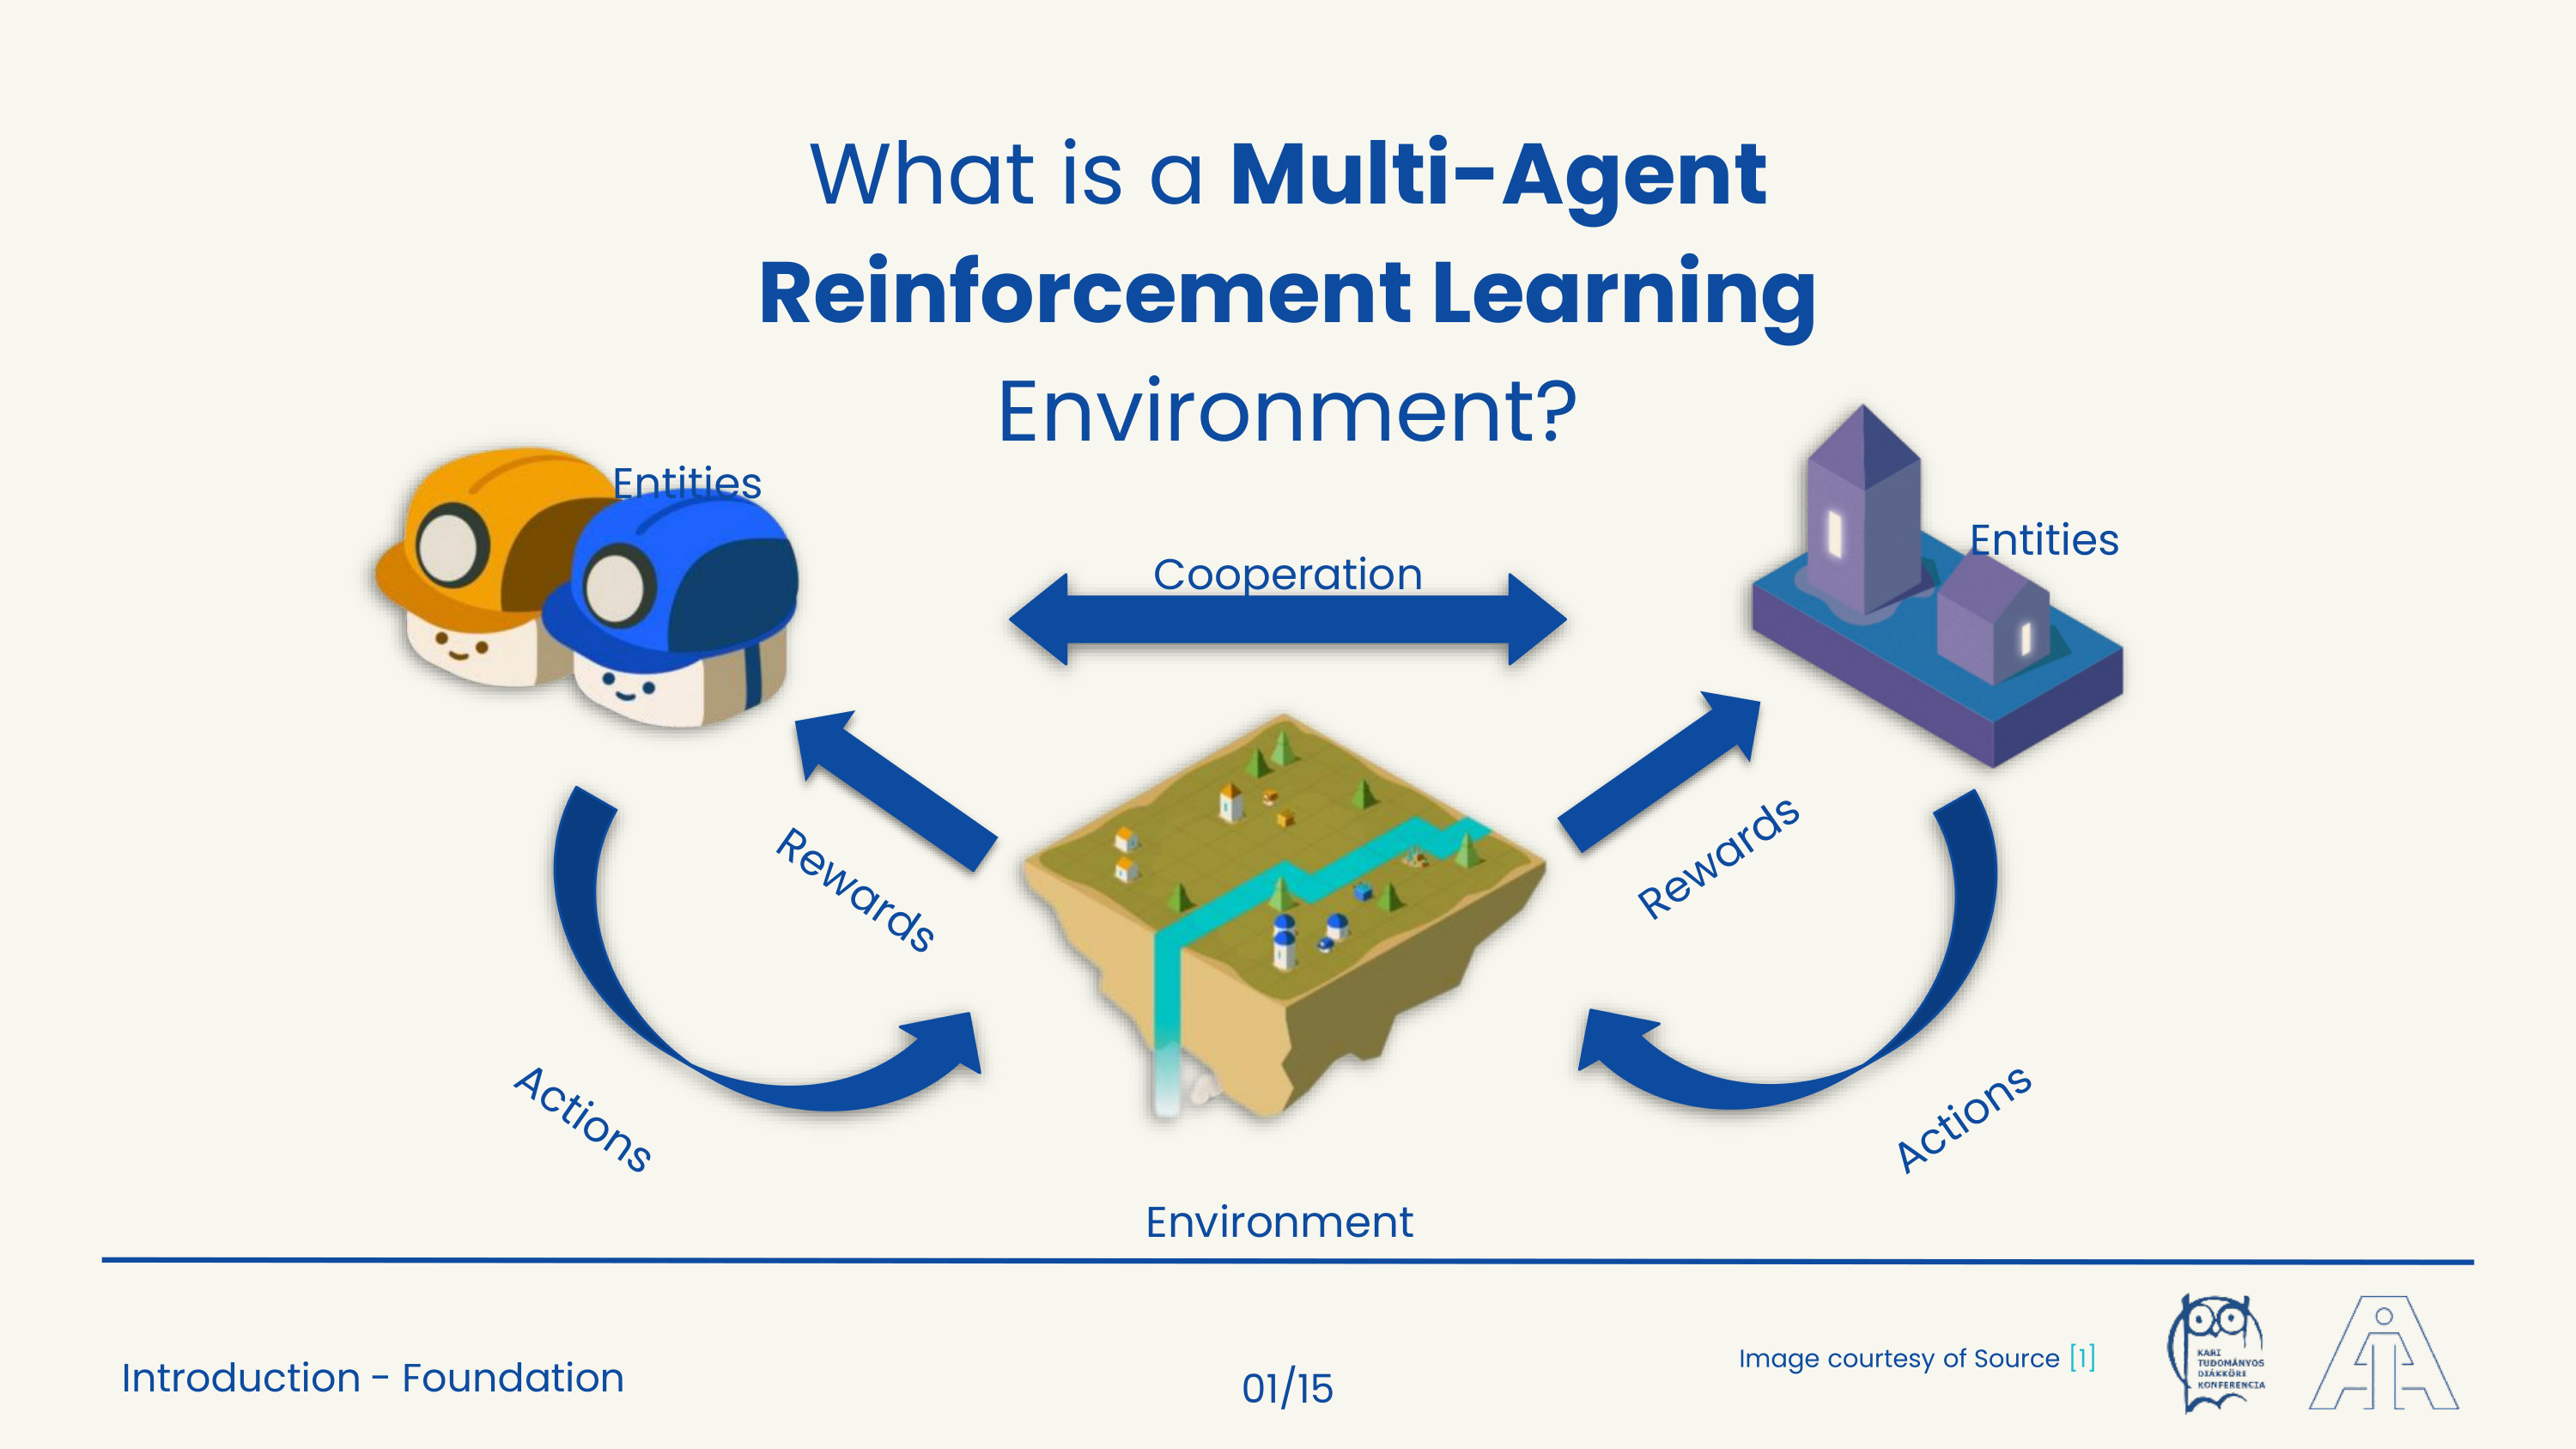 What is a Multi-Agent
Reinforcement Learning
Environment?
Entities
Entities
Cooperation
Rewards
Rewards
Actions
Actions
Environment
Introduction - Foundation
01/15
Image courtesy of Source [1]
KARI
TUDOMÁNYOS
DIÁKKÖRI
KONFERENCIA